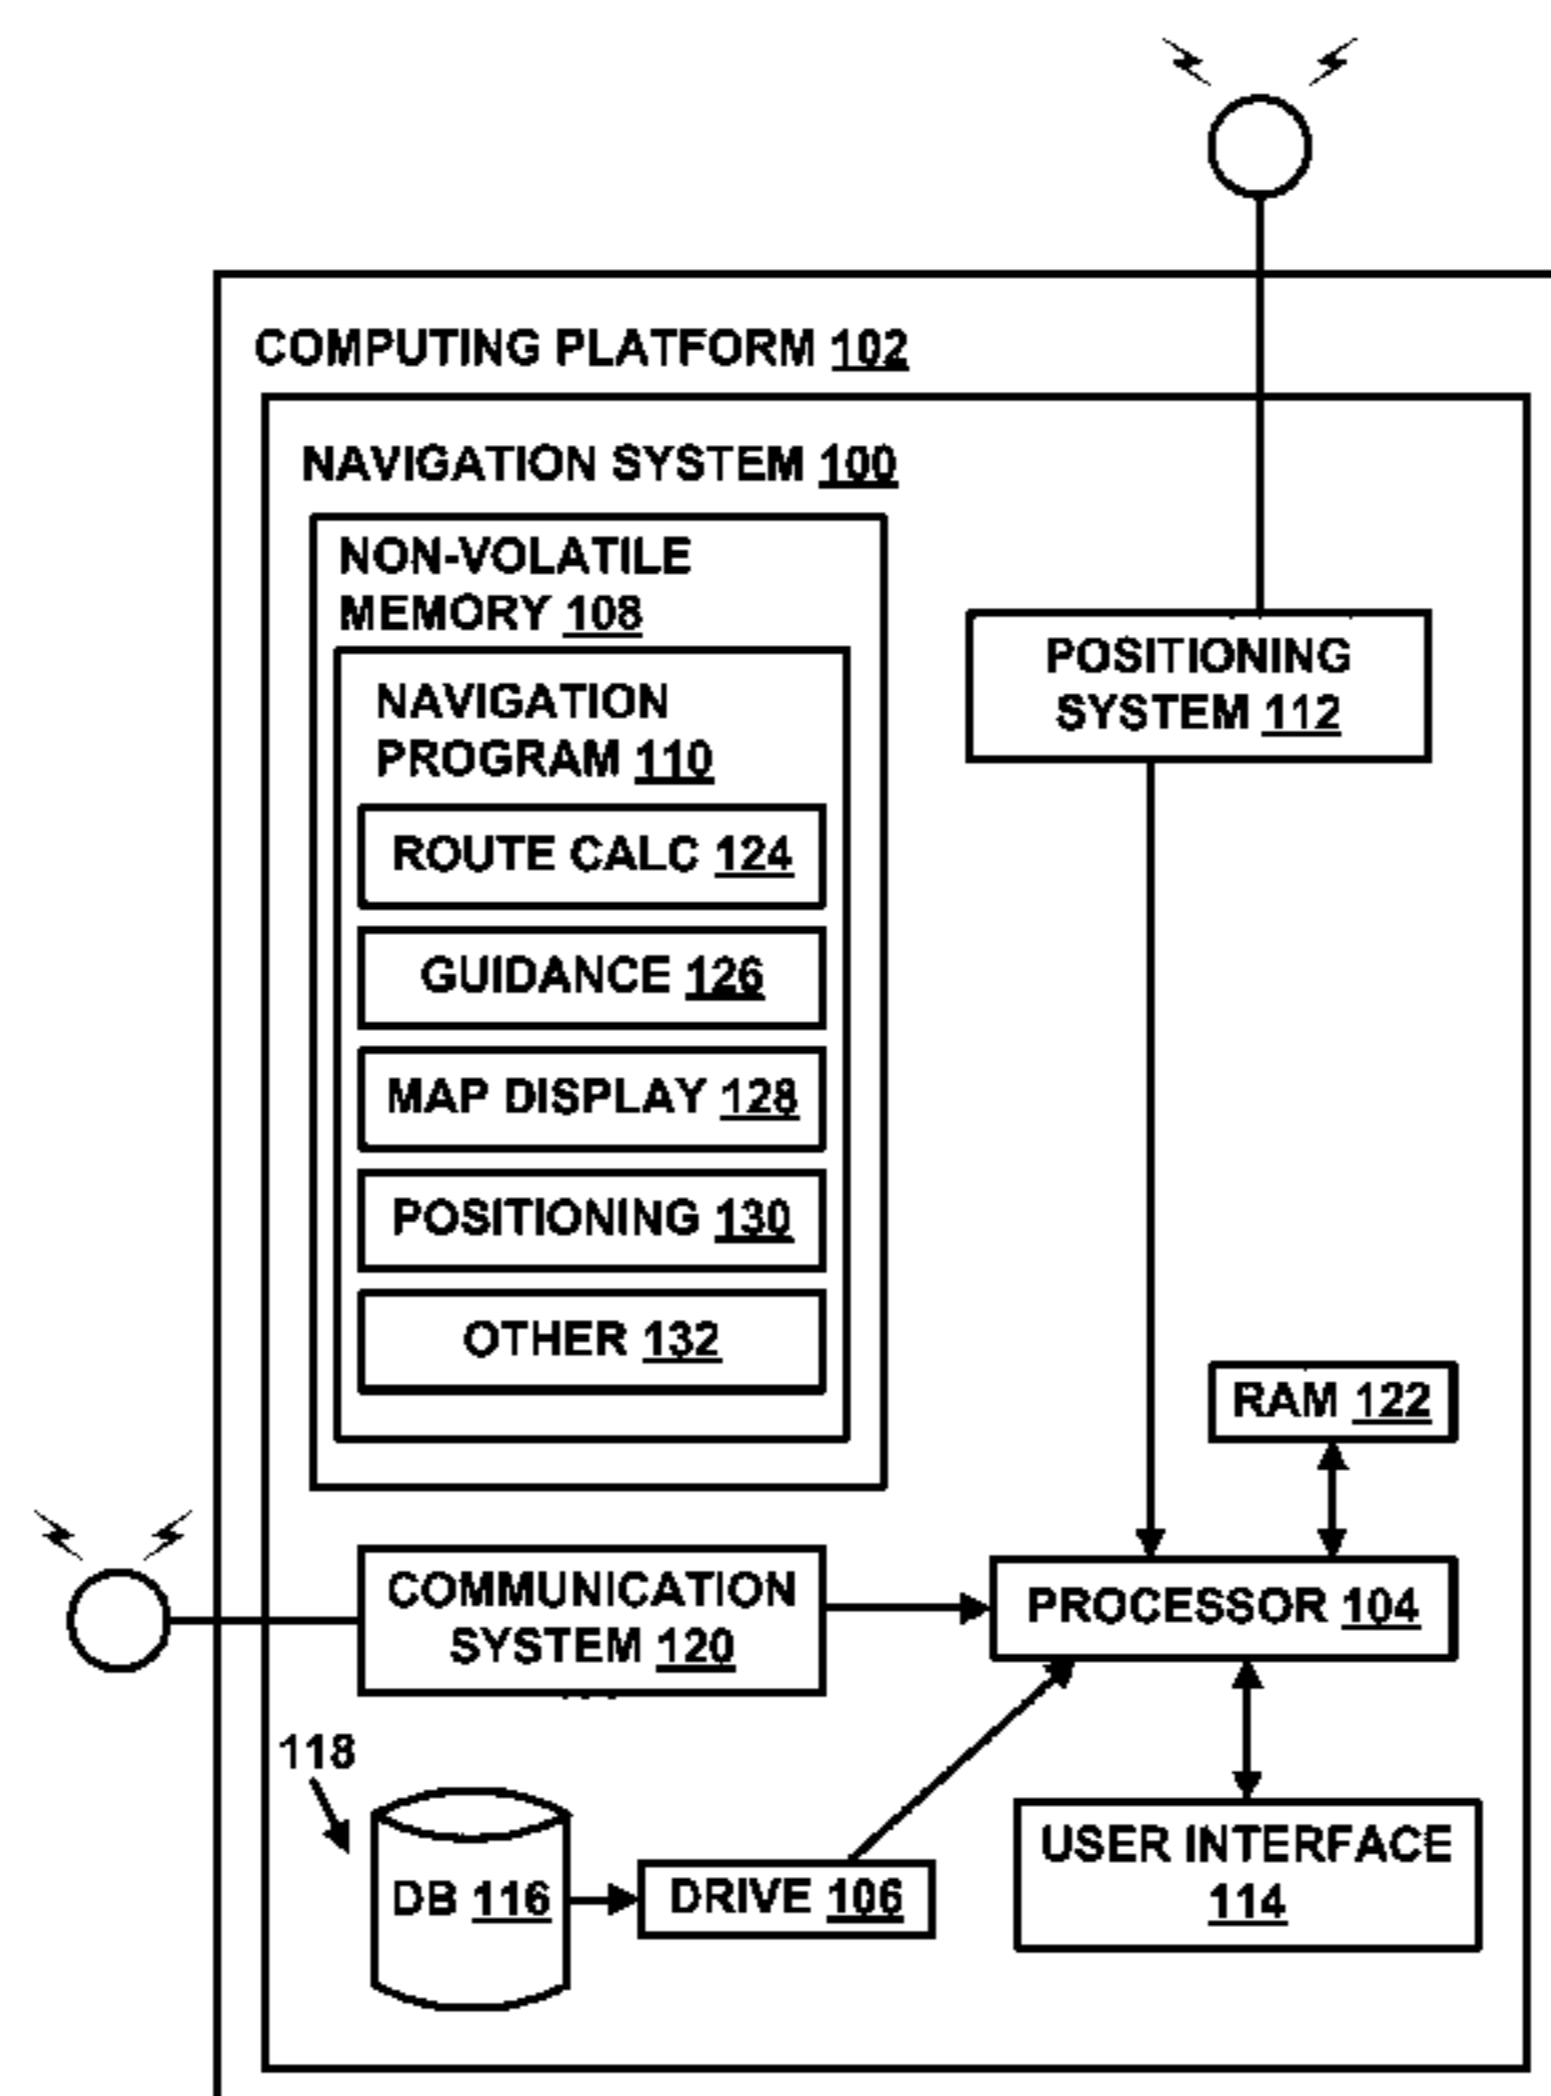 COMPUTING PLATFORM 102
NAVIGATION SYSTEM 100
NON-VOLATILE
MEMORY 108
NAVIGATION
PROGRAM 110
ROUTE CALC 124
GUIDANCE 126
MAP DISPLAY 128
POSITIONING 130
OTHER 132
POSITIONING
SYSTEM 112
RAM 122
COMMUNICATION
SYSTEM 120
PROCESSOR 104
118
DB 116
DRIVE 106
USER INTERFACE
114